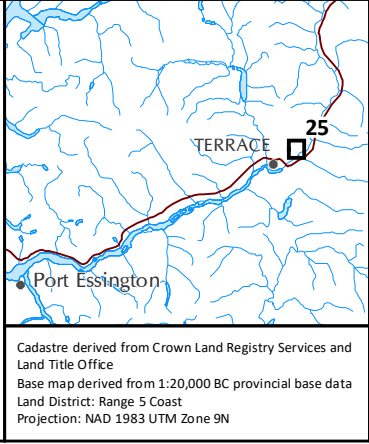 25
TERRACE
Port Essington
Cadastre derived from Crown Land Registry Services and
Land Title Office
Base map derived from 1:20,000 BC provincial base data
Land District: Range 5 Coast
Projection: NAD 1983 UTM Zone 9N